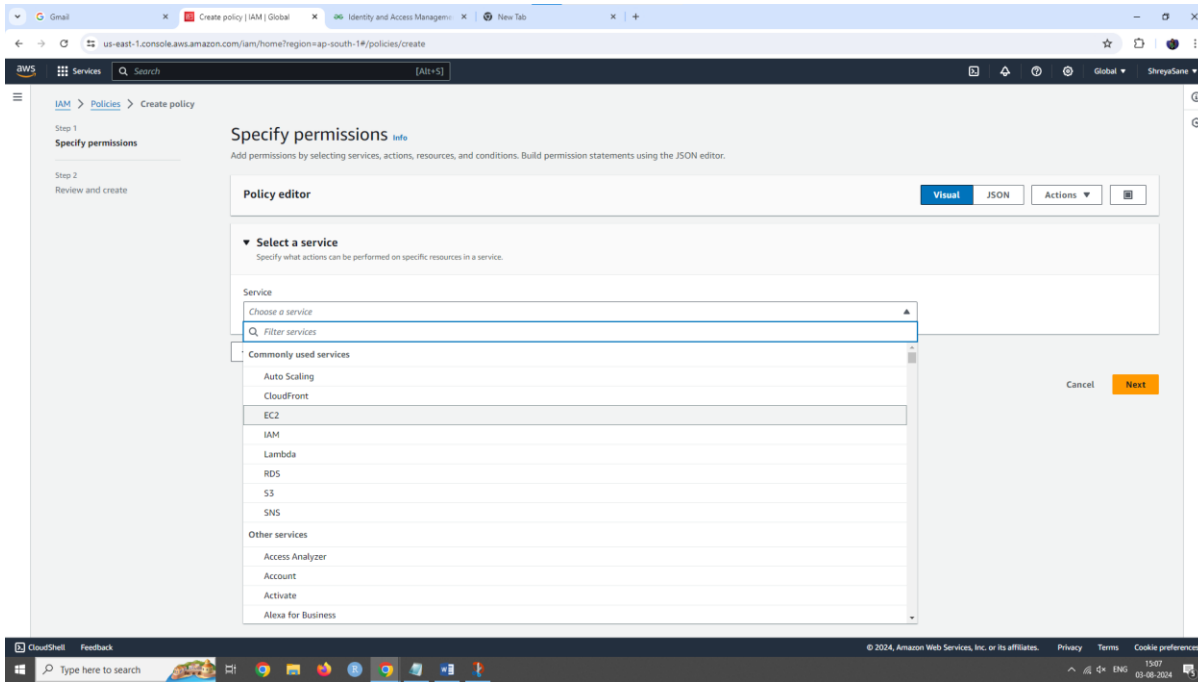 Gmail
Create policy | IAM | Global
Identity and Access Managem
New Tab
us-east-1.console.aws.amazon.com/iam/home?region=ap-south-1#/policies/create
aws
Services
Search
[Alt+S]
Global
ShreyaSane
IAM > Policies > Create policy
Step 1
Specify permissions
Step 2
Review and create
Specify permissions Info
Add permissions by selecting services, actions, resources, and conditions. Build permission statements using the JSON editor.
Policy editor
Visual
JSON
Actions
Select a service
Specify what actions can be performed on specific resources in a service.
Service
Choose a service
Filter services
Commonly used services
Auto Scaling
CloudFront
EC2
IAM
Lambda
RDS
S3
SNS
Other services
Access Analyzer
Account
Activate
Alexa for Business
Cancel
Next
CloudShell
Feedback
© 2024, Amazon Web Services, Inc. or its affiliates.
Privacy
Terms
Cookie preferences
Type here to search
ENG
15:07
03-08-2024